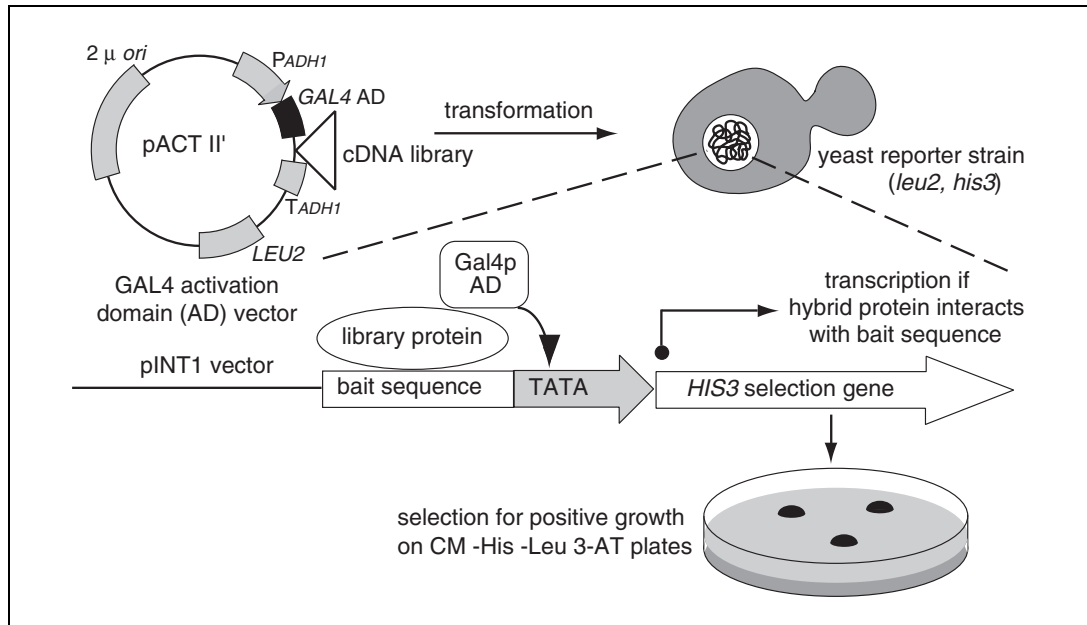 2 μ ori
PADH1
GAL4 AD
pACT II'
cDNA library
TADH1
LEU2
GAL4 activation
domain (AD) vector
transformation
yeast reporter strain
(leu2, his3)
Gal4p
AD
library protein
transcription if
hybrid protein interacts
with bait sequence
pINT1 vector
bait sequence
TATA
HIS3 selection gene
selection for positive growth
on CM -His -Leu 3-AT plates